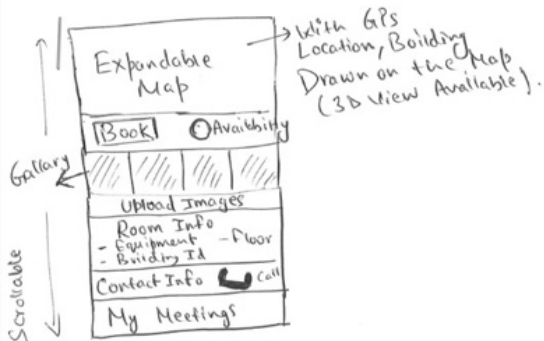 Expandable
Map
With GPS
Location, Building
Drawn on the Map
(3D View Available).
Book
Avaibility
Gallary
Upload Images
Room Info
- Equipment
- Floor
- Building Id
Contact Info
Call
My Meetings
Scrollable